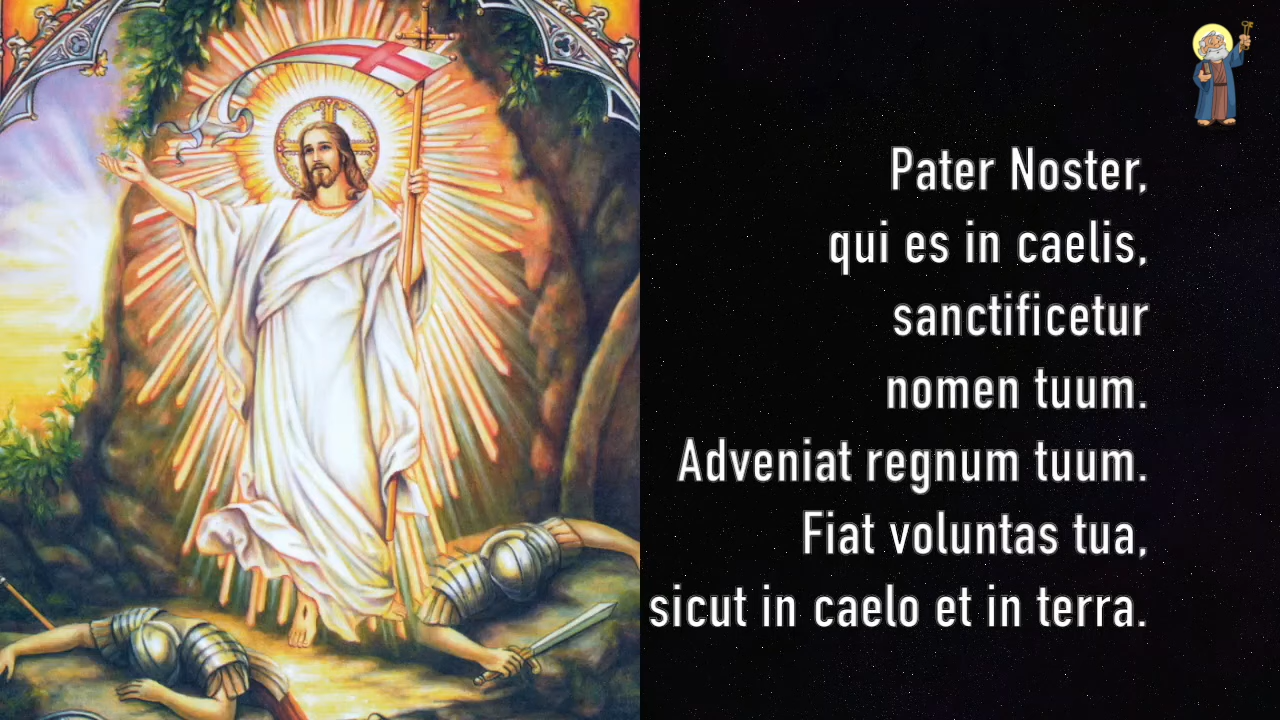 Pater Noster,
qui es in caelis,
sanctificetur
nomen tuum.
Adveniat regnum tuum.
Fiat voluntas tua,
sicut in caelo et in terra.